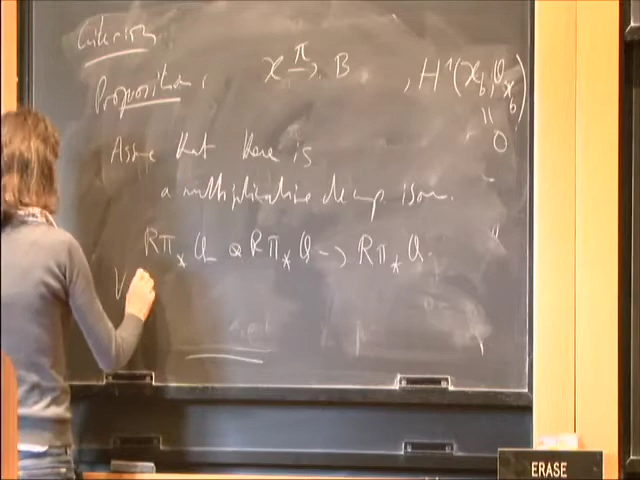 Criterion
Proposition : X π→ B , H¹(X_b, O_{X_b})
= 0
Assume that there is
a multiplicative decomp. isom.
Rπ_* Q ⊗ Rπ_* Q → Rπ_* Q.
V
ERASE